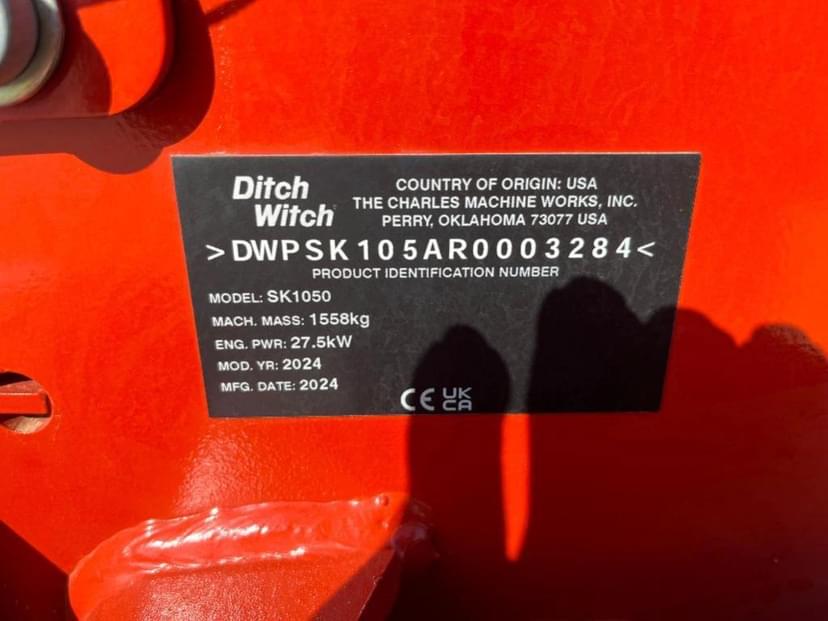 Ditch
Witch
COUNTRY OF ORIGIN: USA
THE CHARLES MACHINE WORKS, INC.
PERRY, OKLAHOMA 73077 USA
>DWPSK105AR0003284<
PRODUCT IDENTIFICATION NUMBER
MODEL: SK1050
MACH. MASS: 1558kg
ENG. PWR: 27.5kW
MOD. YR: 2024
MFG. DATE: 2024
CE UK
CA